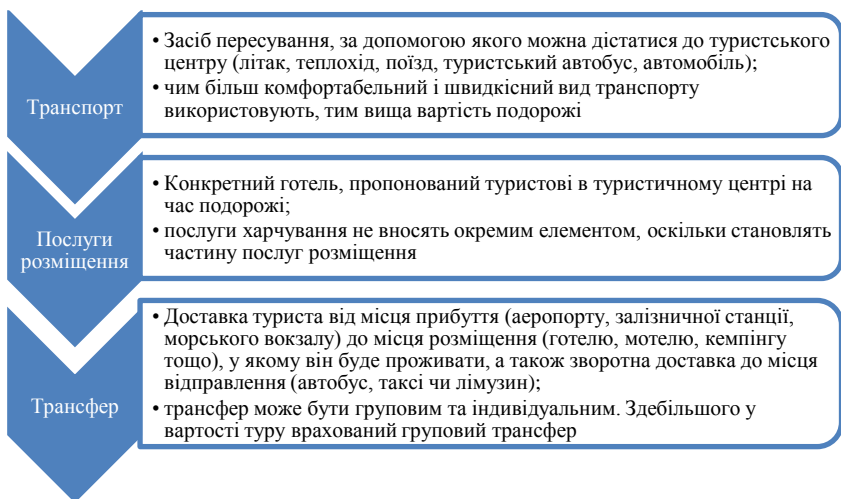 Транспорт
• Засіб пересування, за допомогою якого можна дістатися до туристського
центру (літак, теплохід, поїзд, туристський автобус, автомобіль);
• чим більш комфортабельний і швидкісний вид транспорту
використовують, тим вища вартість подорожі
Послуги
розміщення
• Конкретний готель, пропонований туристові в туристичному центрі на
час подорожі;
• послуги харчування не вносять окремим елементом, оскільки становлять
частину послуг розміщення
Трансфер
• Доставка туриста від місця прибуття (аеропорту, залізничної станції,
морського вокзалу) до місця розміщення (готелю, мотелю, кемпінгу
тощо), у якому він буде проживати, а також зворотна доставка до місця
відправлення (автобус, таксі чи лімузин);
• трансфер може бути груповим та індивідуальним. Здебільшого у
вартості туру врахований груповий трансфер